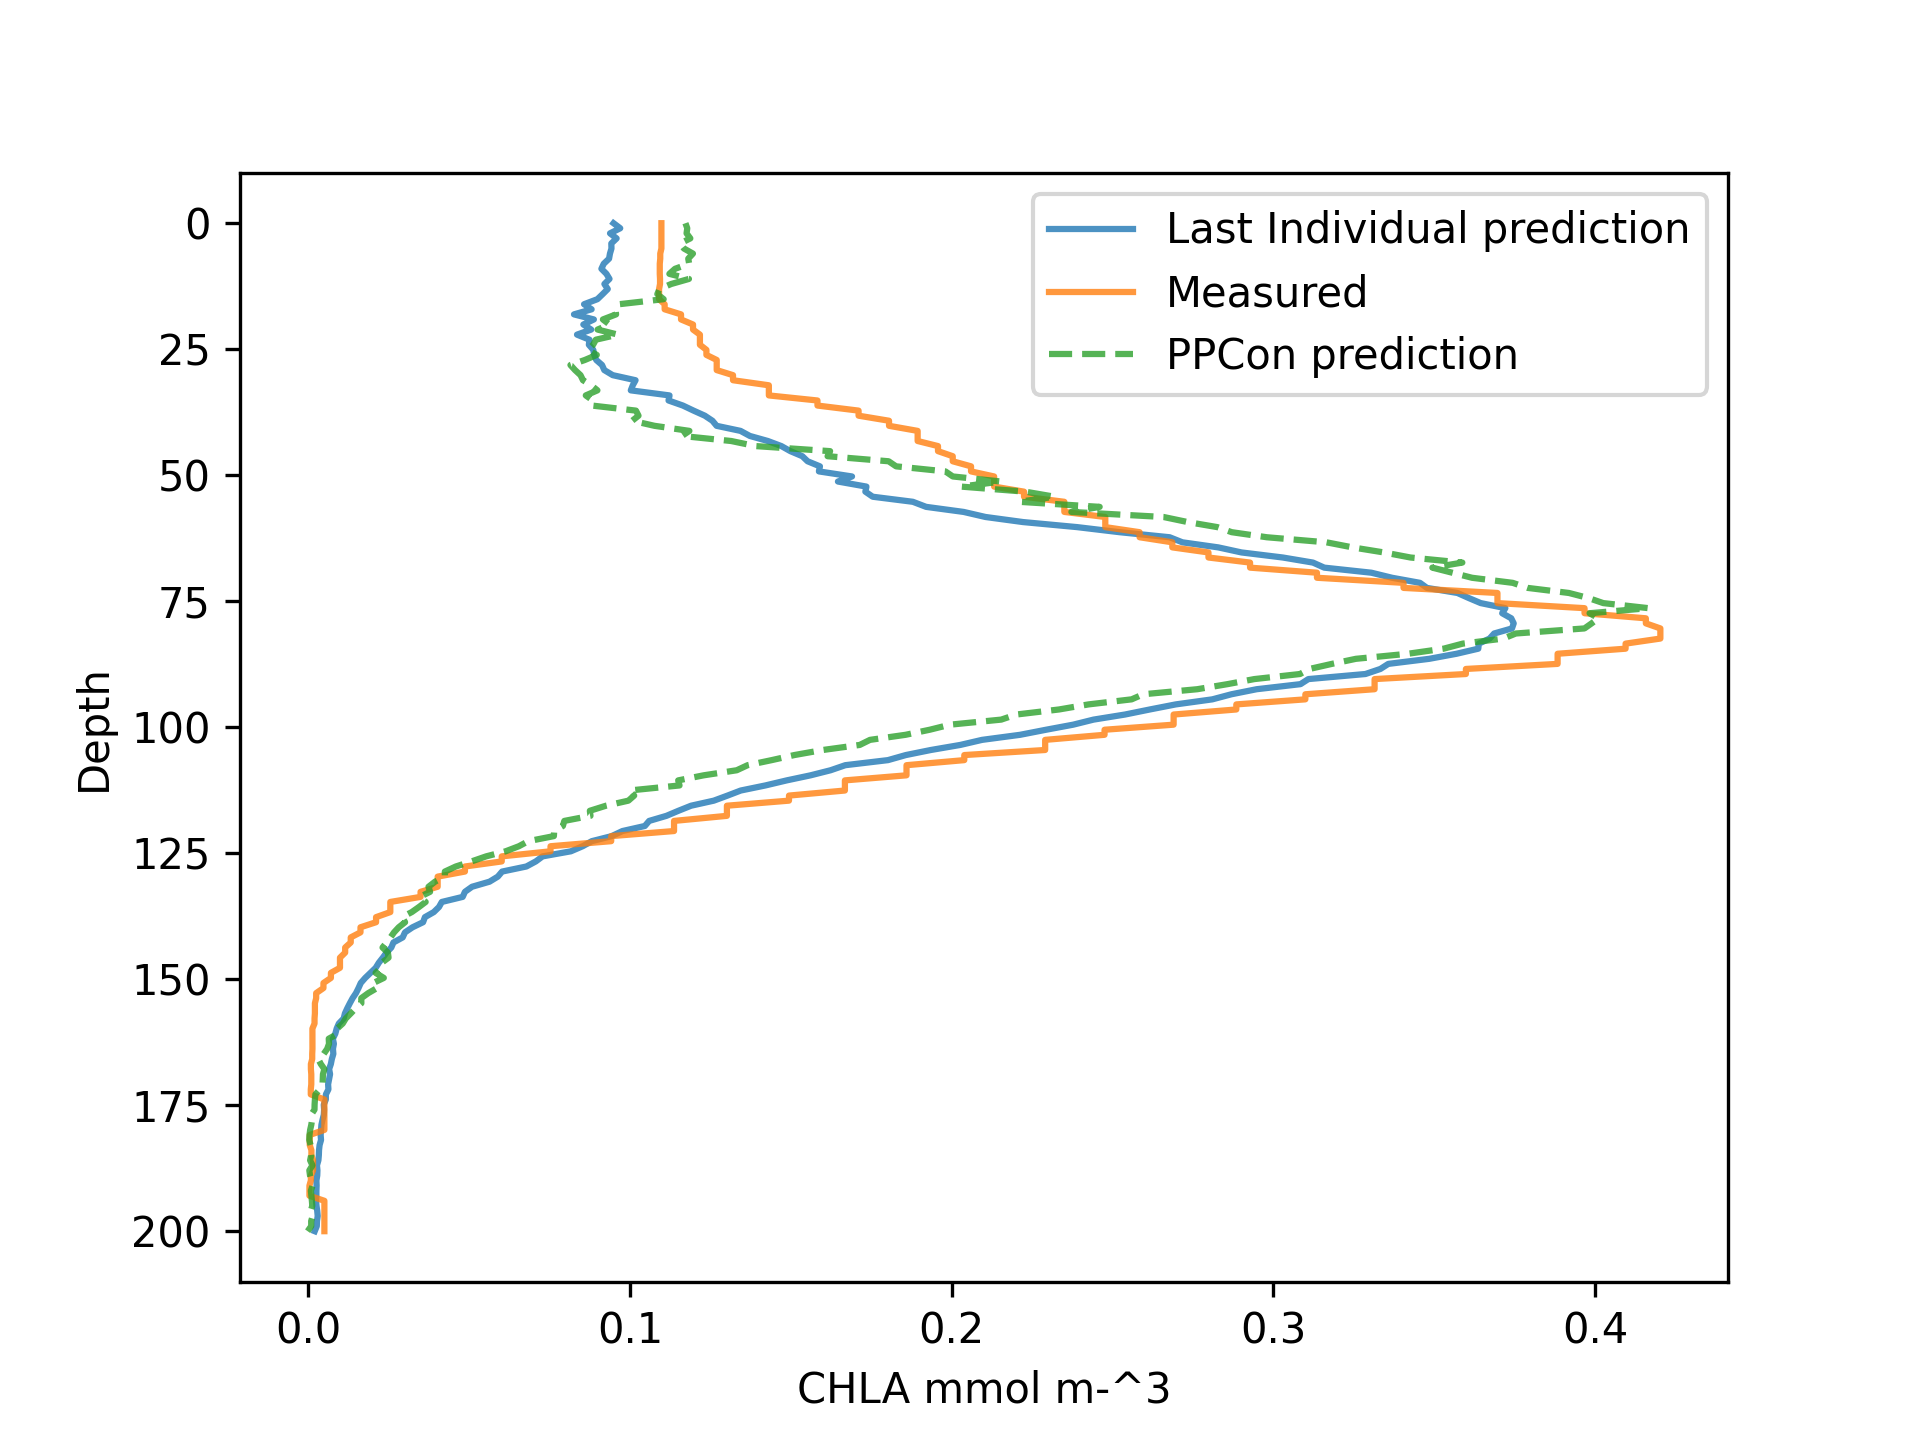 Last Individual prediction
Measured
PPCon prediction
0
25
50
75
100
125
150
175
200
Depth
0.0 0.1 0.2 0.3 0.4
CHLA mmol m-^3